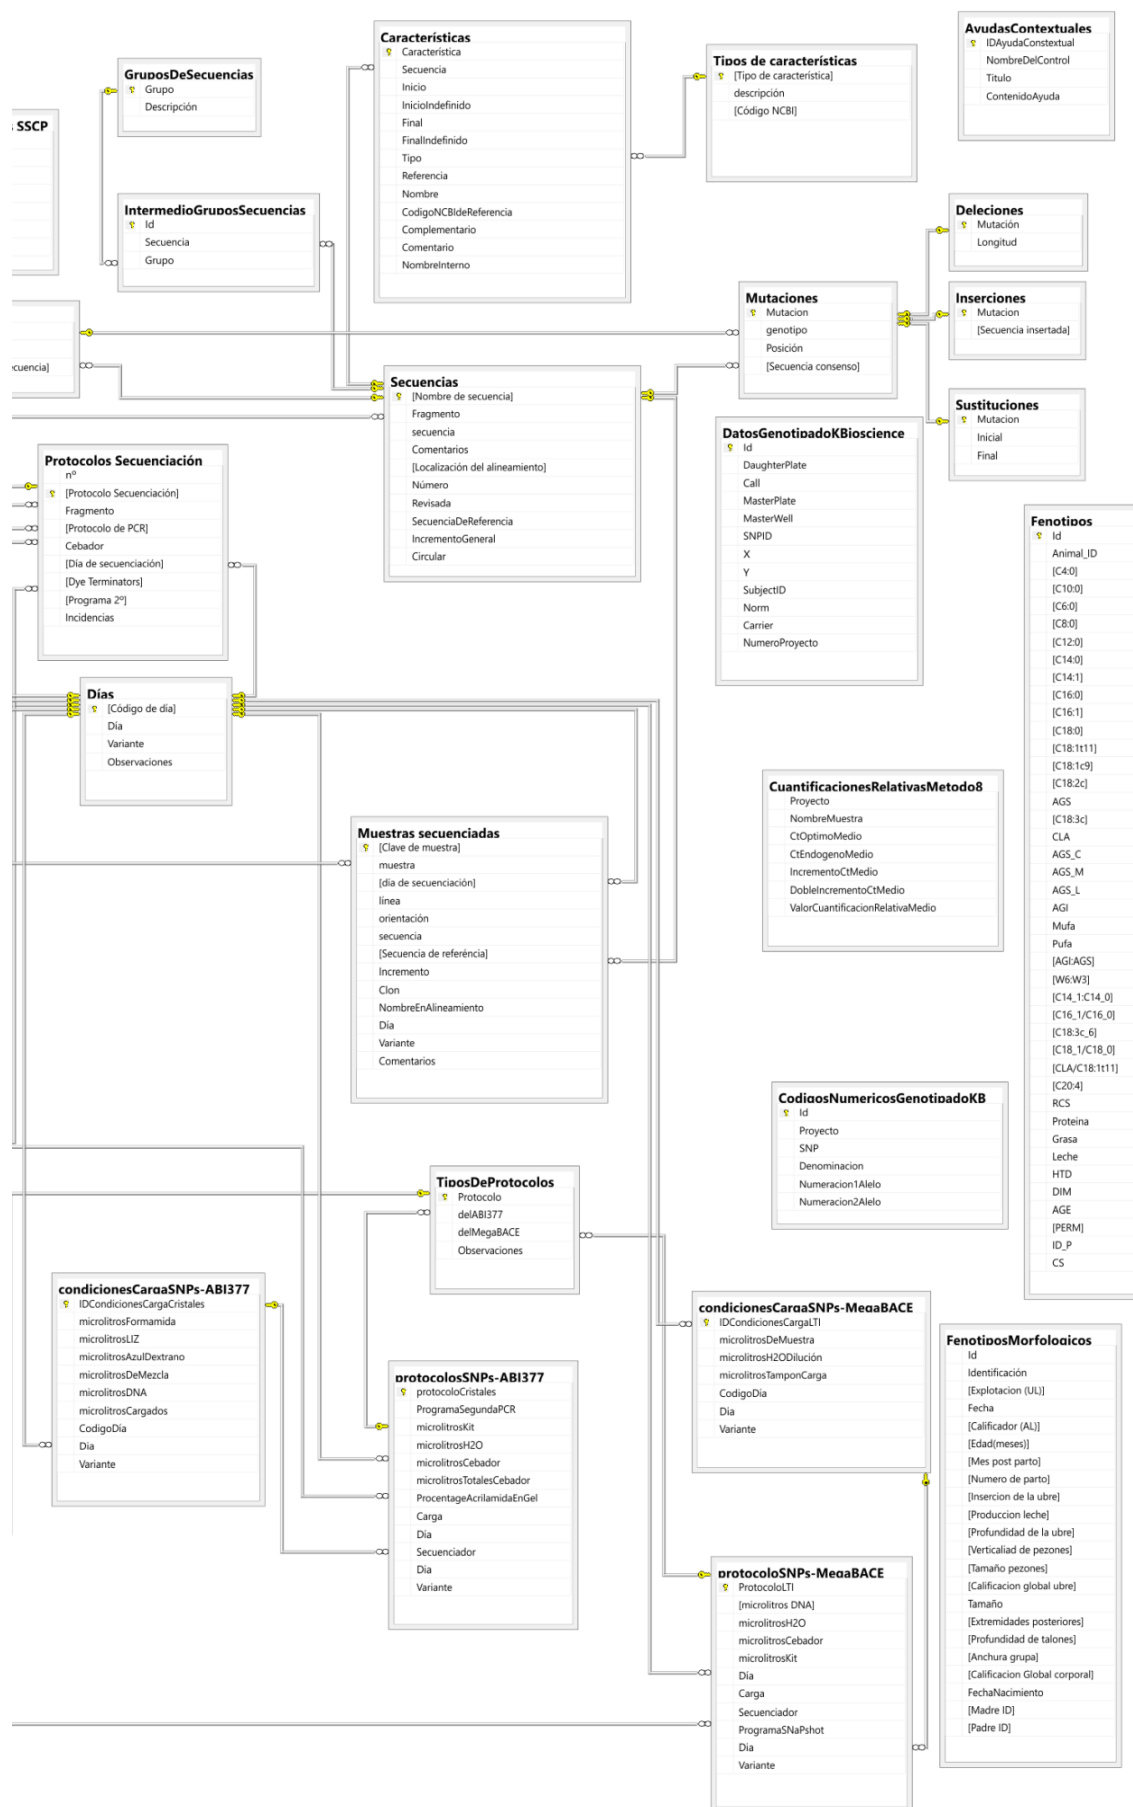 AyudasContextuales
IDAyudaConstextual
NombreDelControl
Titulo
ContenidoAyuda
Características
Característica
Secuencia
Inicio
InicioIndefinido
Final
FinalIndefinido
Tipo
Referencia
Nombre
CodigoNCBIdeReferencia
Complementario
Comentario
NombreInterno
Tipos de características
[Tipo de característica]
descripción
[Código NCBI]
GruposDeSecuencias
Grupo
Descripción
SSCP
IntermedioGruposSecuencias
Id
Secuencia
Grupo
Deleciones
Mutación
Longitud
Mutaciones
Mutacion
genotipo
Posición
[Secuencia consenso]
Inserciones
Mutacion
[Secuencia insertada]
ecuencia]
Secuencias
[Nombre de secuencia]
Fragmento
secuencia
Comentarios
[Localización del alineamiento]
Número
Revisada
SecuenciaDeReferencia
IncrementoGeneral
Circular
Sustituciones
Mutacion
Inicial
Final
DatosGenotipadoKBioscience
Id
DaughterPlate
Call
MasterPlate
MasterWell
SNPID
X
Y
SubjectID
Norm
Carrier
NumeroProyecto
Protocolos Secuenciación
nº
[Protocolo Secuenciación]
Fragmento
[Protocolo de PCR]
Cebador
[Día de secuenciación]
[Dye Terminators]
[Programa 2º]
Incidencias
Fenotipos
Id
Animal_ID
[C4:0]
[C10:0]
[C6:0]
[C8:0]
[C12:0]
[C14:0]
[C14:1]
[C16:0]
[C16:1]
[C18:0]
[C18:1t11]
[C18:1c9]
[C18:2c]
AGS
[C18:3c]
CLA
AGS_C
AGS_M
AGS_L
AGI
Mufa
Pufa
[AGI:AGS]
[W6:W3]
[C14_1:C14_0]
[C16_1/C16_0]
[C18:3c_6]
[C18_1/C18_0]
[CLA/C18:1t11]
[C20:4]
RCS
Proteina
Grasa
Leche
HTD
DIM
AGE
[PERM]
ID_P
CS
Días
[Código de día]
Día
Variante
Observaciones
CuantificacionesRelativasMetodo8
Proyecto
NombreMuestra
CtOptimoMedio
CtEndogenoMedio
IncrementoCtMedio
DobleIncrementoCtMedio
ValorCuantificacionRelativaMedio
Muestras secuenciadas
[Clave de muestra]
muestra
[día de secuenciación]
línea
orientación
secuencia
[Secuencia de referéncia]
Incremento
Clon
NombreEnAlineamiento
Día
Variante
Comentarios
CodigosNumericosGenotipadoKB
Id
Proyecto
SNP
Denominacion
Numeracion1Alelo
Numeracion2Alelo
TiposDeProtocolos
Protocolo
delABI377
delMegaBACE
Observaciones
condicionesCargaSNPs-ABI377
IDCondicionesCargaCristales
microlitrosFormamida
microlitrosLIZ
microlitrosAzulDextrano
microlitrosDeMezcla
microlitrosDNA
microlitrosCargados
CodigoDía
Día
Variante
condicionesCargaSNPs-MegaBACE
IDCondicionesCargaLTI
microlitrosDeMuestra
microlitrosH2ODilución
microlitrosTamponCarga
CodigoDía
Día
Variante
protocolosSNPs-ABI377
protocoloCristales
ProgramaSegundaPCR
microlitrosKit
microlitrosH2O
microlitrosCebador
microlitrosTotalesCebador
ProcentageAcrilamidaEnGel
Carga
Día
Secuenciador
Dia
Variante
FenotiposMorfologicos
Id
Identificación
[Explotacion (UL)]
Fecha
[Calificador (AL)]
[Edad(meses)]
[Mes post parto]
[Numero de parto]
[Insercion de la ubre]
[Produccion leche]
[Profundidad de la ubre]
[Verticaliad de pezones]
[Tamaño pezones]
[Calificacion global ubre]
Tamaño
[Extremidades posteriores]
[Profundidad de talones]
[Anchura grupa]
[Calificacion Global corporal]
FechaNacimiento
[Madre ID]
[Padre ID]
protocoloSNPs-MegaBACE
ProtocoloLTI
[microlitros DNA]
microlitrosH2O
microlitrosCebador
microlitrosKit
Día
Carga
Secuenciador
ProgramaSNaPshot
Dia
Variante